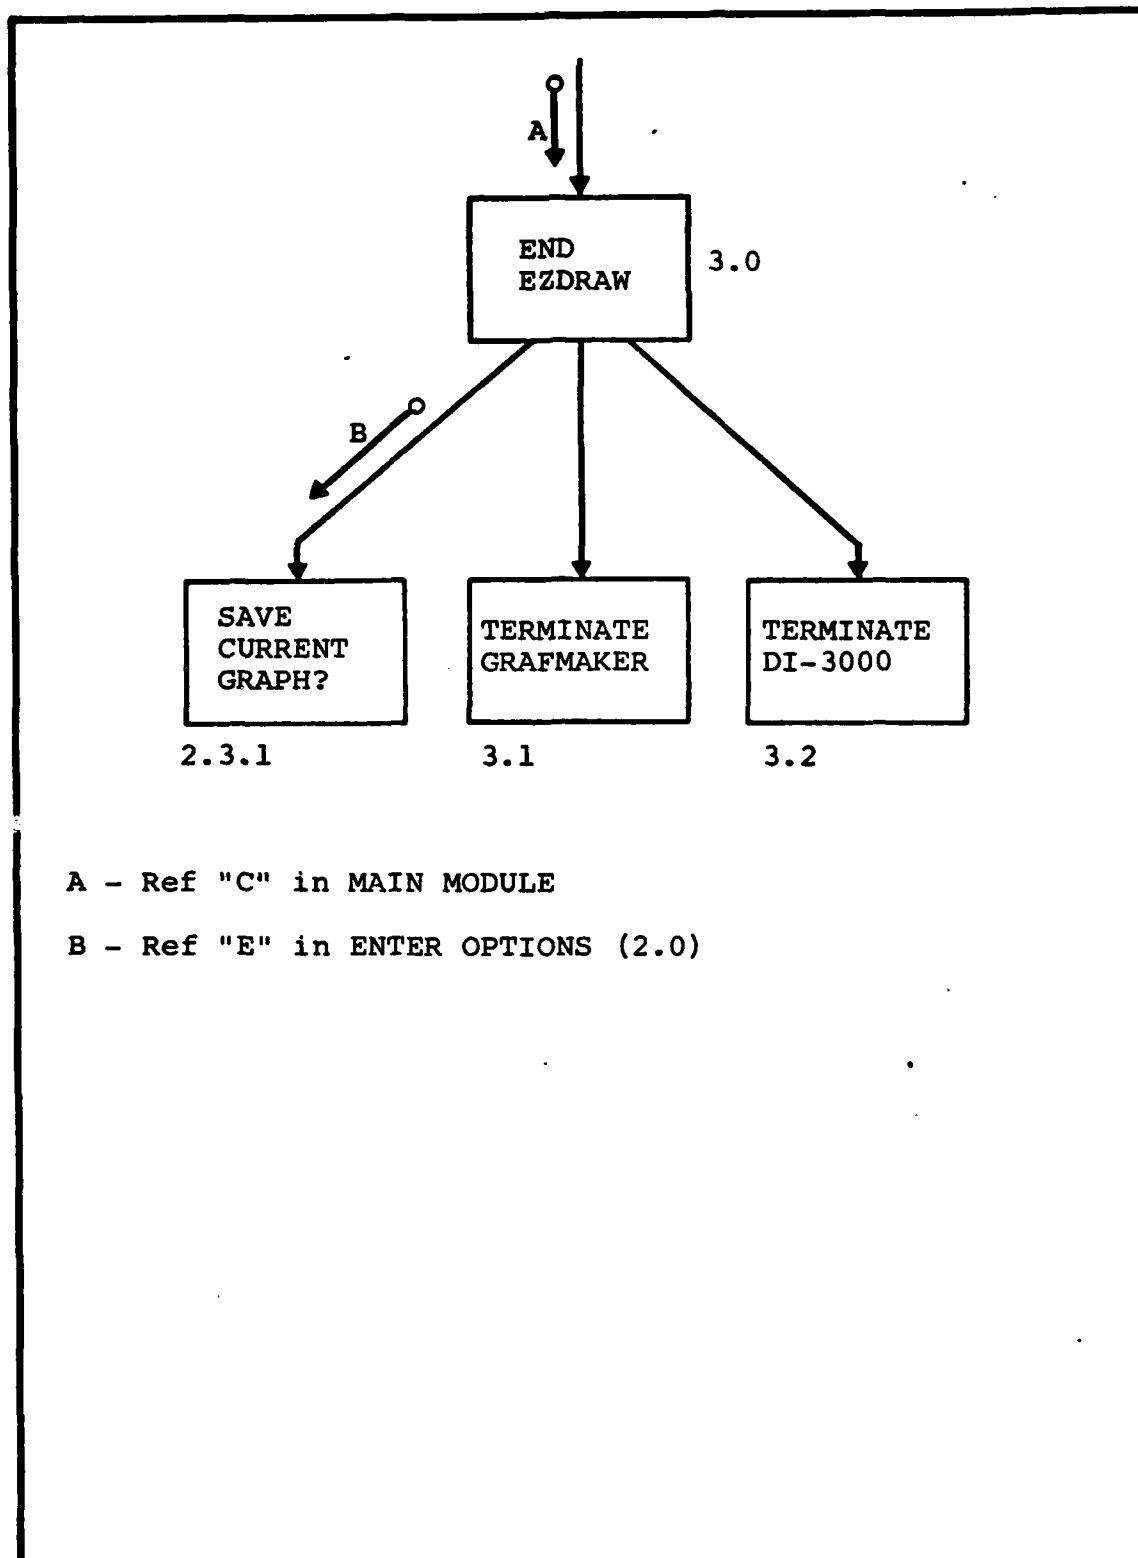 A
END
EZDRAW
3.0
B
SAVE
CURRENT
GRAPH?
TERMINATE
GRAFMAKER
TERMINATE
DI-3000
2.3.1
3.1
3.2
A - Ref "C" in MAIN MODULE
B - Ref "E" in ENTER OPTIONS (2.0)